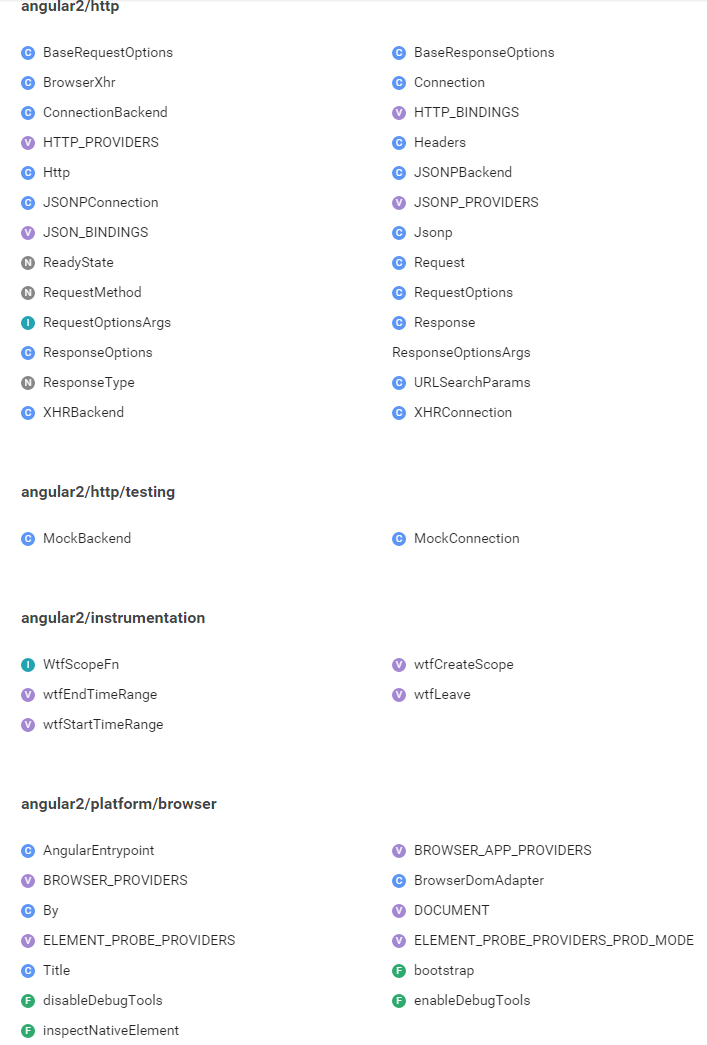 angular2/http
C BaseRequestOptions C BaseResponseOptions
C BrowserXhr C Connection
C ConnectionBackend V HTTP_BINDINGS
V HTTP_PROVIDERS C Headers
C Http C JSONPBackend
C JSONPConnection V JSONP_PROVIDERS
V JSON_BINDINGS C Jsonp
N ReadyState C Request
N RequestMethod C RequestOptions
I RequestOptionsArgs C Response
C ResponseOptions ResponseOptionsArgs
N ResponseType C URLSearchParams
C XHRBackend C XHRConnection
angular2/http/testing
C MockBackend C MockConnection
angular2/instrumentation
I WtfScopeFn V wtfCreateScope
V wtfEndTimeRange V wtfLeave
V wtfStartTimeRange
angular2/platform/browser
C AngularEntrypoint V BROWSER_APP_PROVIDERS
V BROWSER_PROVIDERS C BrowserDomAdapter
C By V DOCUMENT
V ELEMENT_PROBE_PROVIDERS V ELEMENT_PROBE_PROVIDERS_PROD_MODE
C Title F bootstrap
F disableDebugTools F enableDebugTools
F inspectNativeElement